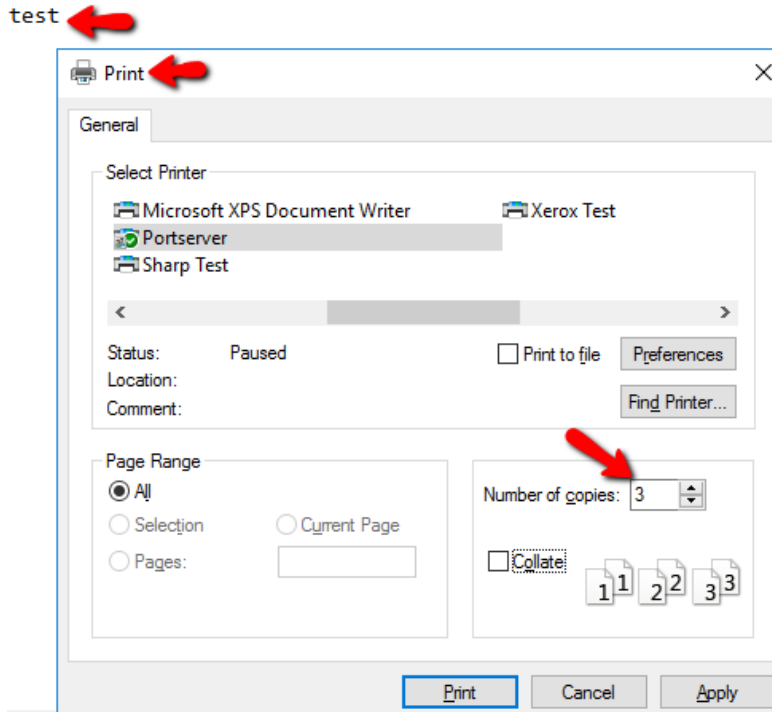 test
Print
General
Select Printer
Microsoft XPS Document Writer
Xerox Test
Portserver
Sharp Test
Status: Paused
Print to file
Preferences
Location:
Comment:
Find Printer...
Page Range
All
Selection
Current Page
Pages:
Number of copies: 3
Collate
1 1 2 2 3 3
Print
Cancel
Apply